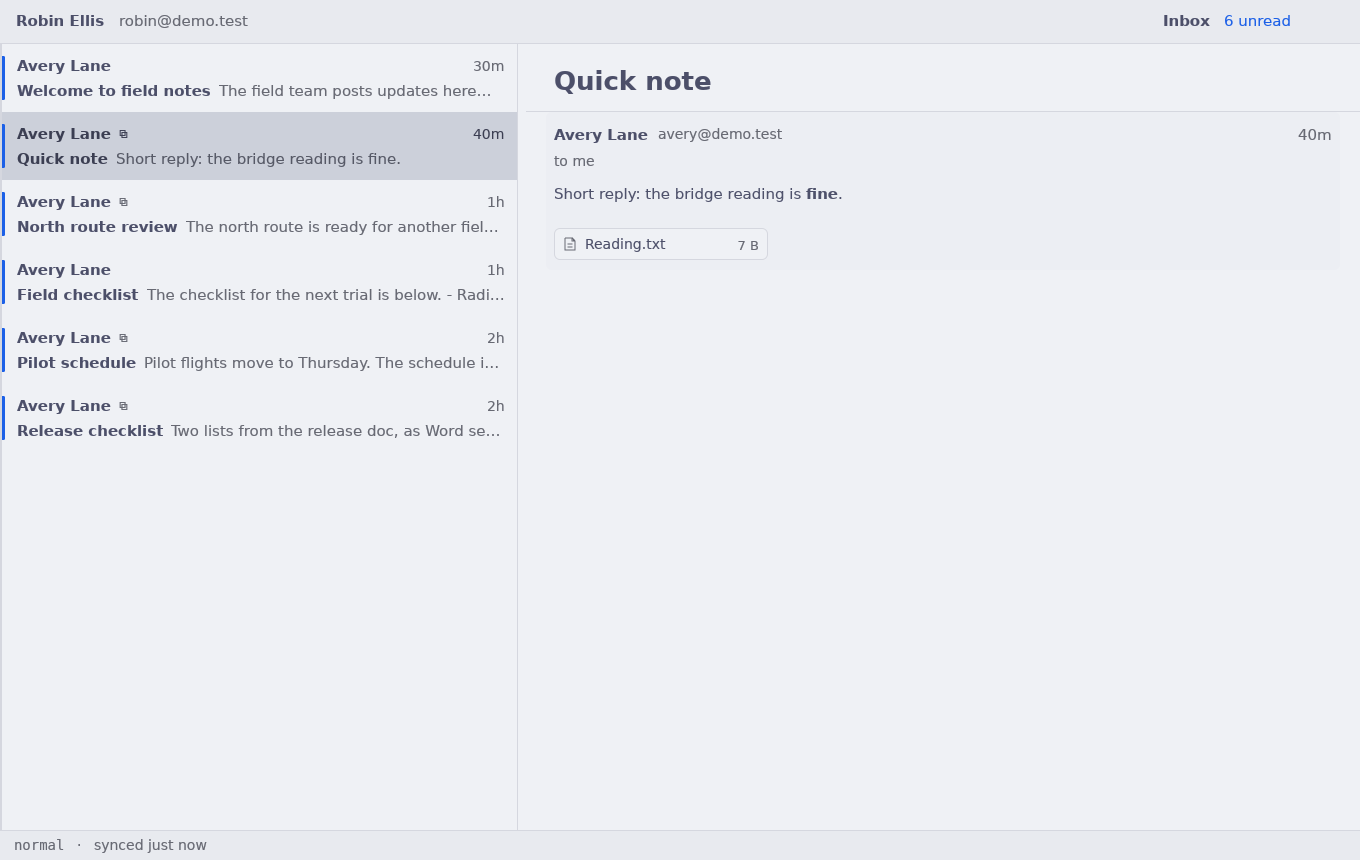 Robin Ellis robin@demo.test Inbox 6 unread
Avery Lane 30m
Welcome to field notes The field team posts updates here…
Avery Lane 40m
Quick note Short reply: the bridge reading is fine.
Avery Lane 1h
North route review The north route is ready for another fiel…
Avery Lane 1h
Field checklist The checklist for the next trial is below. - Radi…
Avery Lane 2h
Pilot schedule Pilot flights move to Thursday. The schedule i…
Avery Lane 2h
Release checklist Two lists from the release doc, as Word se…
Quick note
Avery Lane avery@demo.test 40m
to me
Short reply: the bridge reading is fine.
Reading.txt 7 B
normal · synced just now